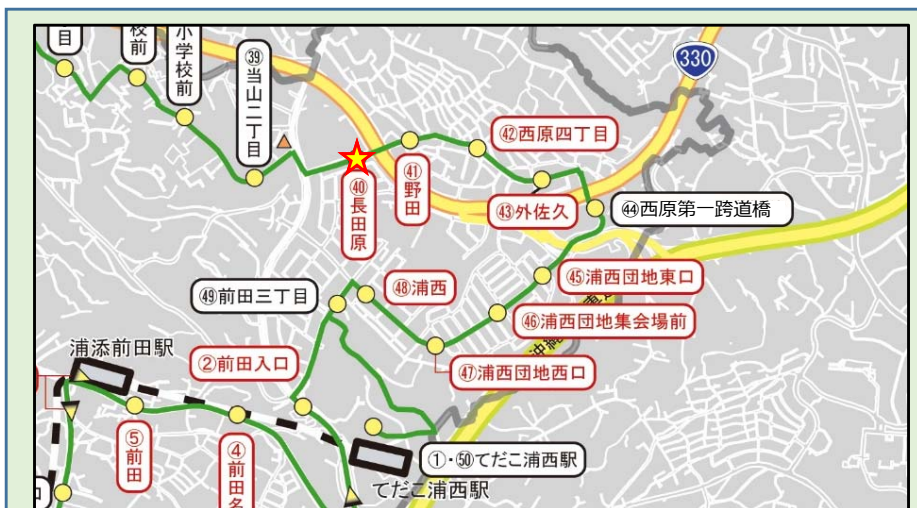 目
校前
小学校前
㊴当山二丁目
330
㊷西原四丁目
㊶野田
㊵長田原
㊸外佐久
㊹西原第一跨道橋
㊺浦西団地東口
㊽浦西
㊾前田三丁目
㊻浦西団地集会場前
浦添前田駅
②前田入口
㊼浦西団地西口
⑤前田
④前田名
①・㊿てだこ浦西駅
てだこ浦西駅
口